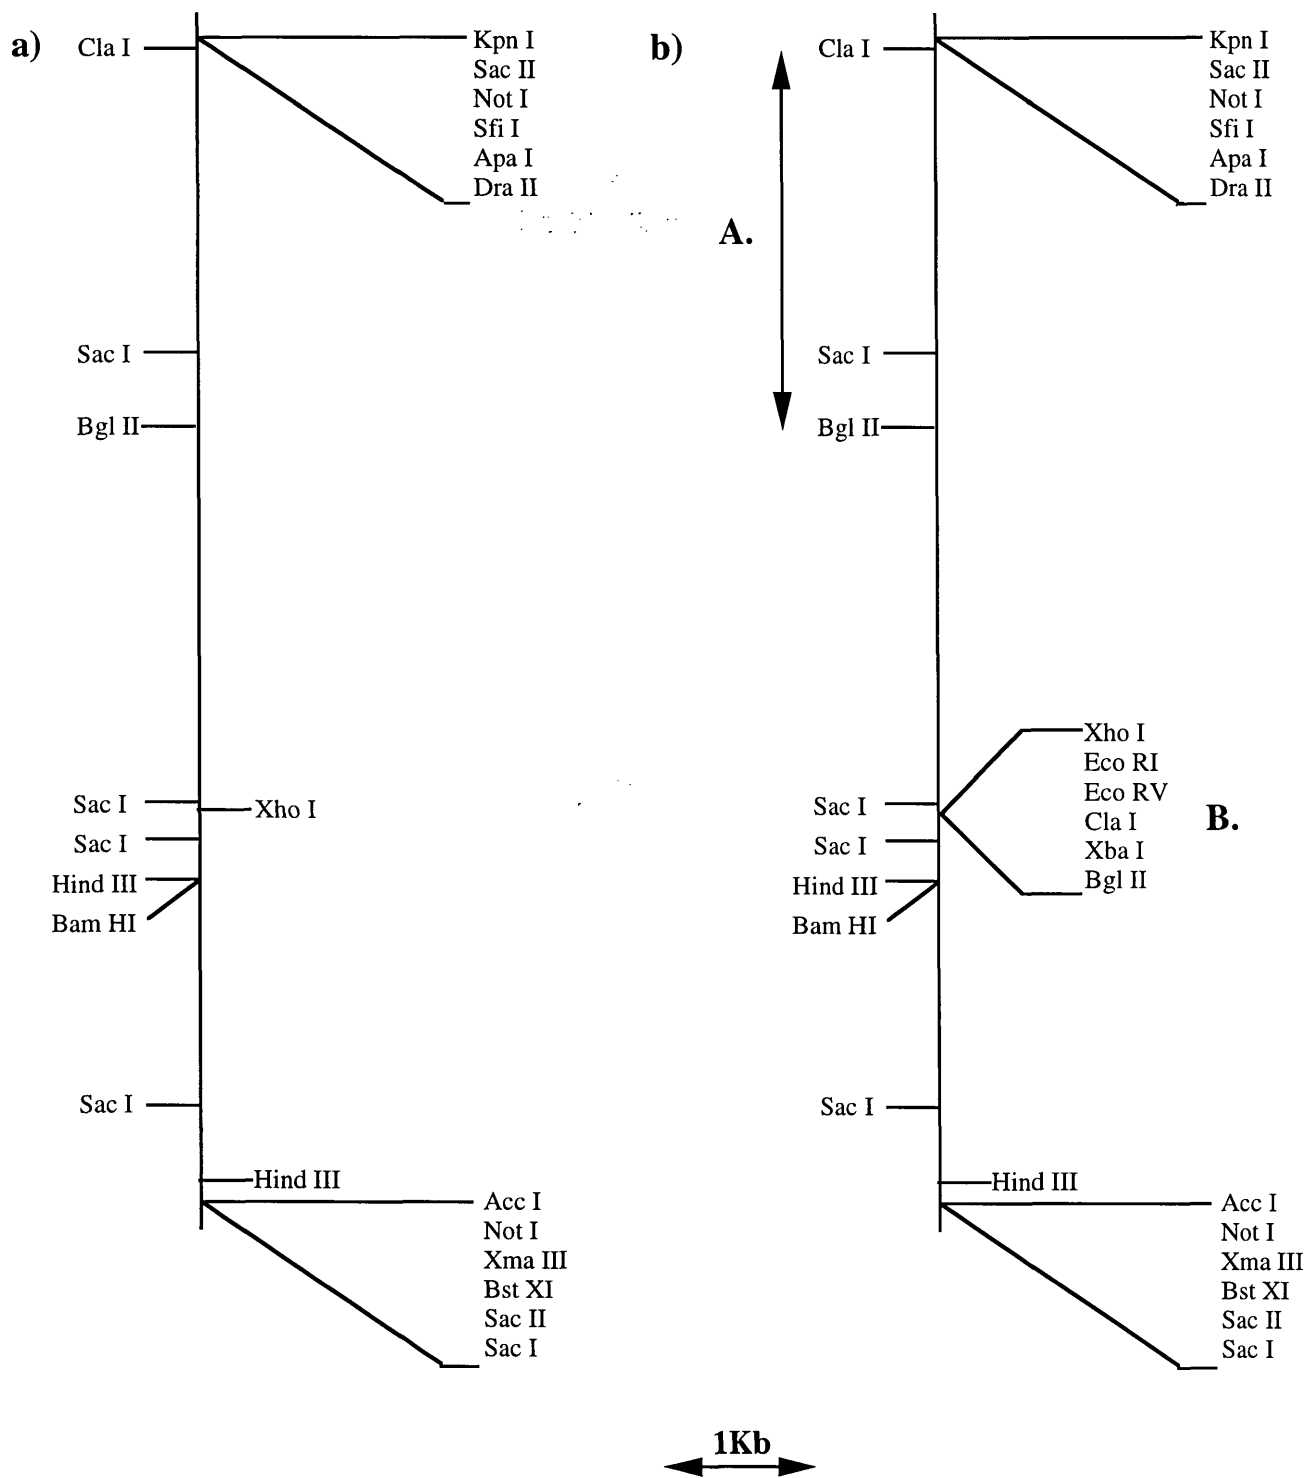 a)
Cla I
Kpn I
Sac II
Not I
Sfi I
Apa I
Dra II
Sac I
Bgl II
Sac I
Xho I
Sac I
Hind III
Bam HI
Sac I
Hind III
Acc I
Not I
Xma III
Bst XI
Sac II
Sac I
b)
Cla I
Kpn I
Sac II
Not I
Sfi I
Apa I
Dra II
A.
Sac I
Bgl II
Xho I
Eco RI
Eco RV
Cla I
Xba I
Bgl II
B.
Sac I
Sac I
Hind III
Bam HI
Sac I
Hind III
Acc I
Not I
Xma III
Bst XI
Sac II
Sac I
1Kb